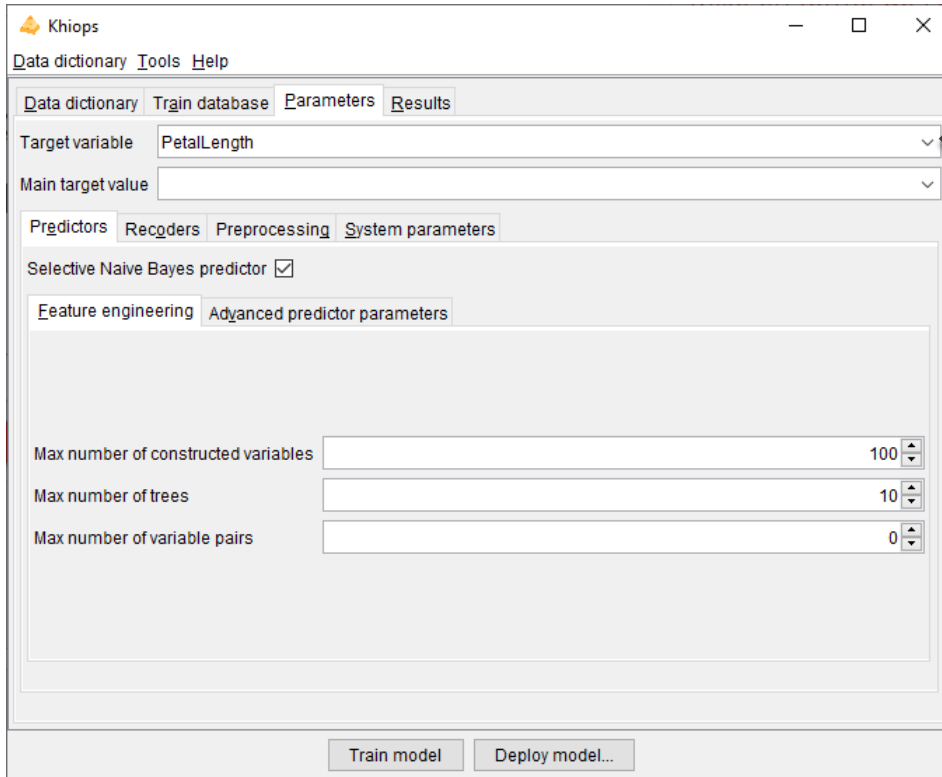 Khiops
Data dictionary Tools Help
Data dictionary Train database Parameters Results
Target variable PetalLength
Main target value
Predictors Recoders Preprocessing System parameters
Selective Naive Bayes predictor
Feature engineering Advanced predictor parameters
Max number of constructed variables 100
Max number of trees 10
Max number of variable pairs 0
Train model Deploy model...